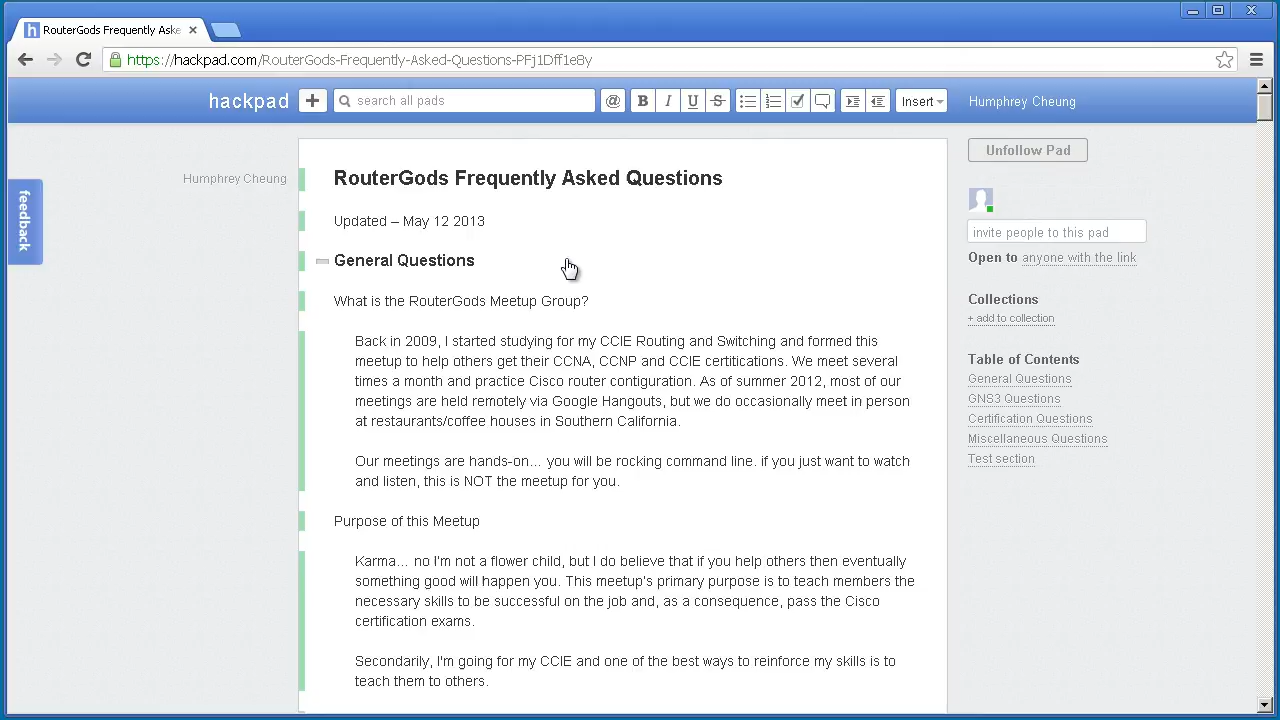 RouterGods Frequently Aske
https://hackpad.com/RouterGods-Frequently-Asked-Questions-PFj1Dff1e8y
hackpad
search all pads
@ B I U S
Insert
Humphrey Cheung
Unfollow Pad
Humphrey Cheung
feedback
RouterGods Frequently Asked Questions
Updated – May 12 2013
General Questions
What is the RouterGods Meetup Group?
Back in 2009, I started studying for my CCIE Routing and Switching and formed this
meetup to help others get their CCNA, CCNP and CCIE certifications. We meet several
times a month and practice Cisco router configuration. As of summer 2012, most of our
meetings are held remotely via Google Hangouts, but we do occasionally meet in person
at restaurants/coffee houses in Southern California.
Our meetings are hands-on... you will be rocking command line. if you just want to watch
and listen, this is NOT the meetup for you.
Purpose of this Meetup
Karma... no I'm not a flower child, but I do believe that if you help others then eventually
something good will happen you. This meetup's primary purpose is to teach members the
necessary skills to be successful on the job and, as a consequence, pass the Cisco
certification exams.
Secondarily, I'm going for my CCIE and one of the best ways to reinforce my skills is to
teach them to others.
invite people to this pad
Open to anyone with the link
Collections
+ add to collection
Table of Contents
General Questions
GNS3 Questions
Certification Questions
Miscellaneous Questions
Test section